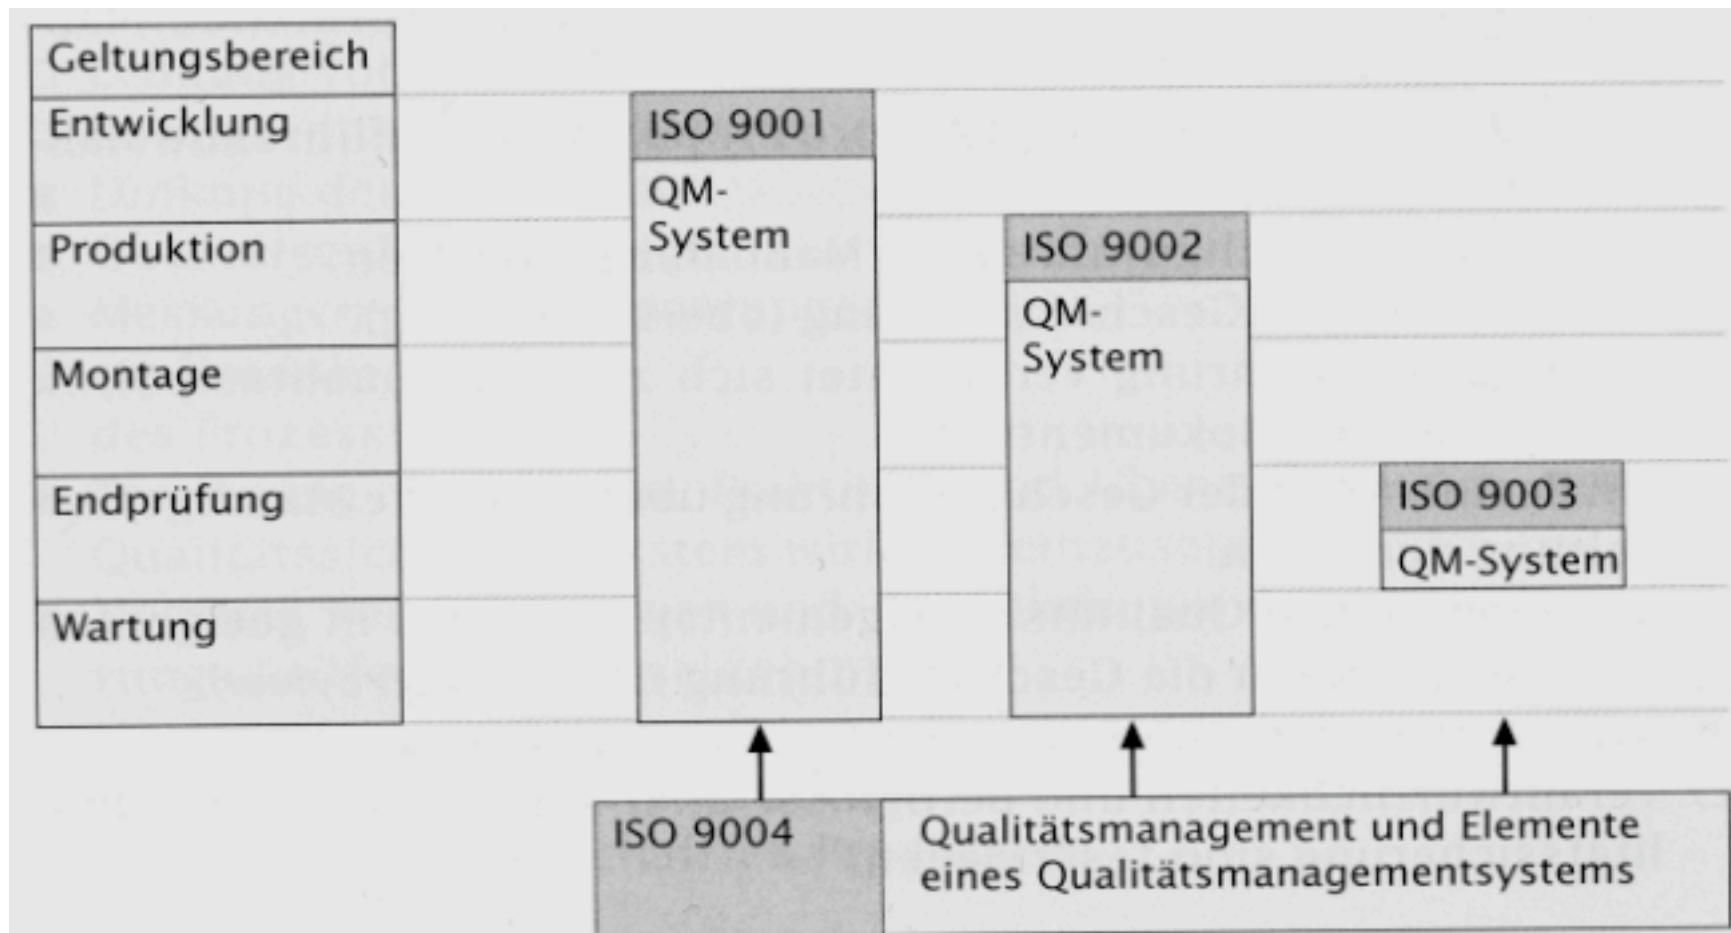 Geltungsbereich
Entwicklung
Produktion
Montage
Endprüfung
Wartung
ISO 9001
QM-
System
ISO 9002
QM-
System
ISO 9003
QM-System
ISO 9004
Qualitätsmanagement und Elemente
eines Qualitätsmanagementsystems